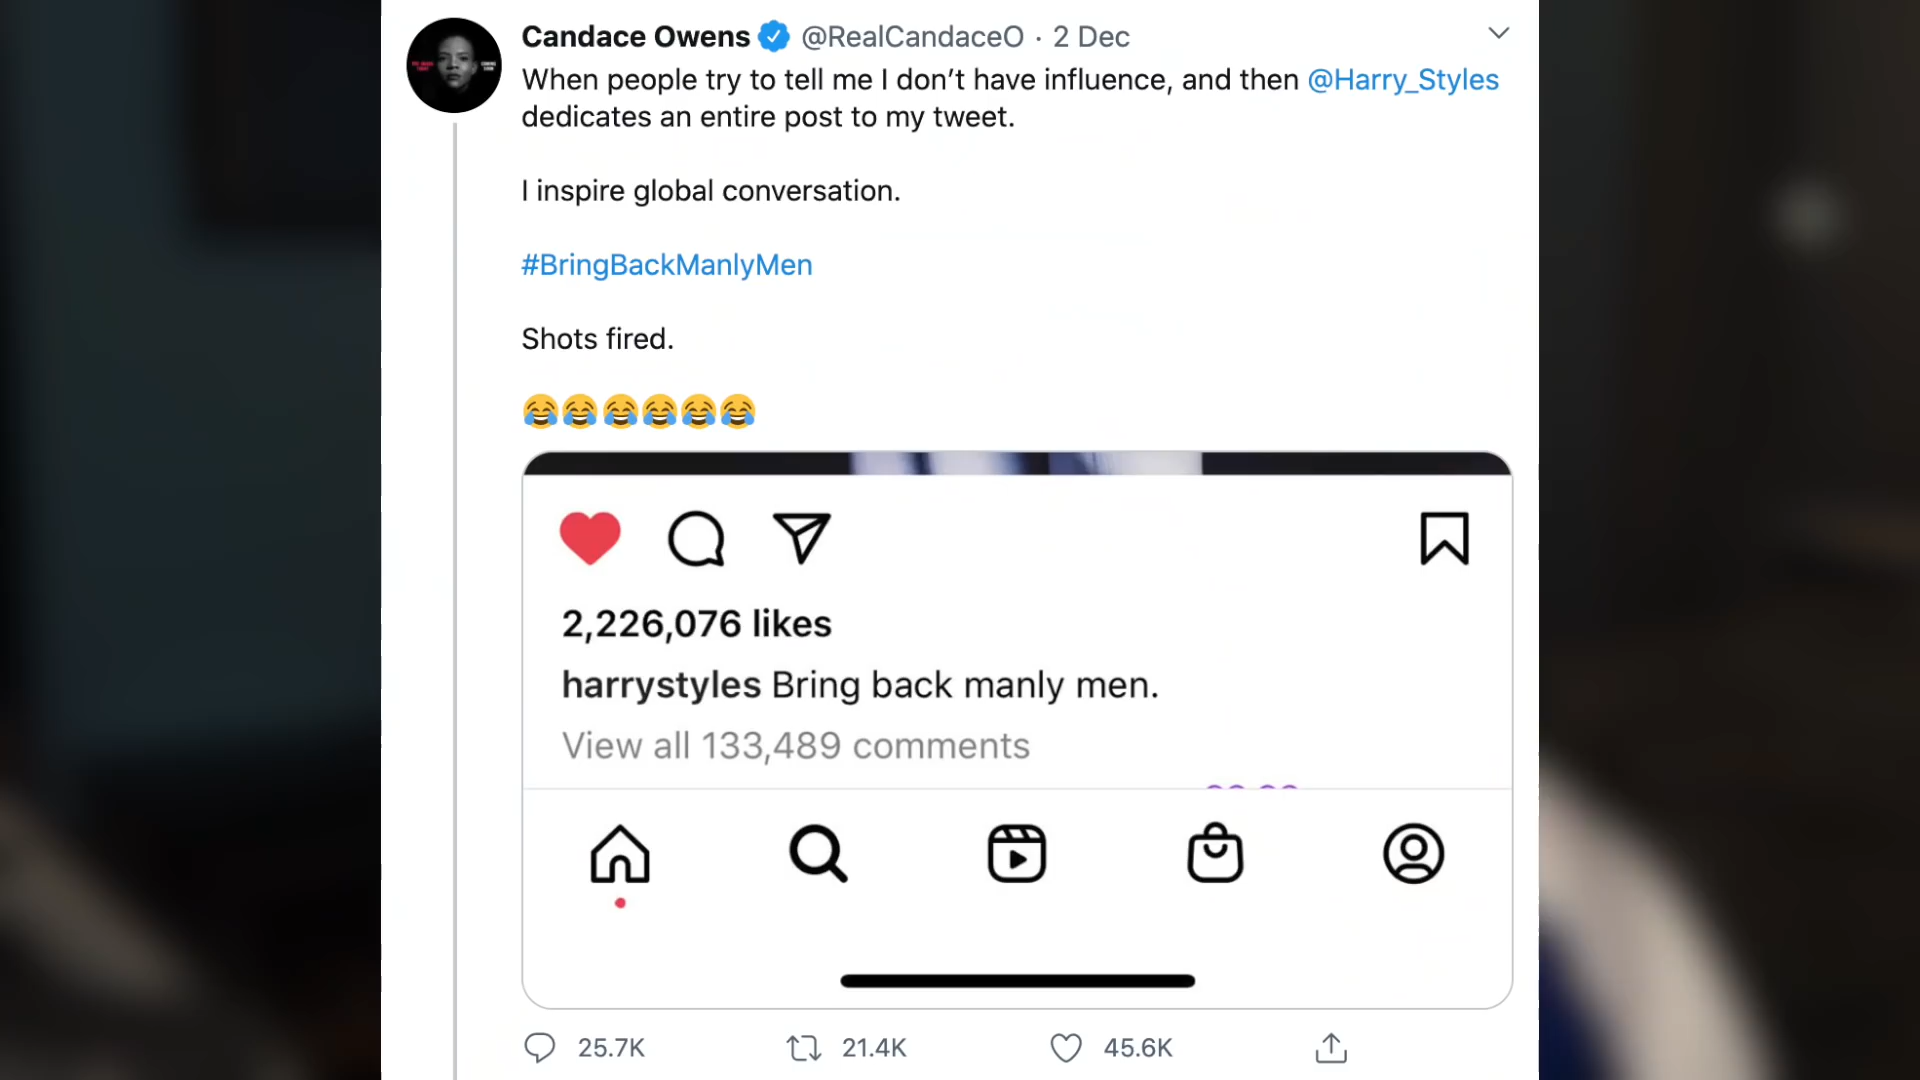 Candace Owens @RealCandaceO · 2 Dec
When people try to tell me I don’t have influence, and then @Harry_Styles
dedicates an entire post to my tweet.
I inspire global conversation.
#BringBackManlyMen
Shots fired.
😂😂😂😂😂😂
2,226,076 likes
harrystyles Bring back manly men.
View all 133,489 comments
25.7K 21.4K 45.6K